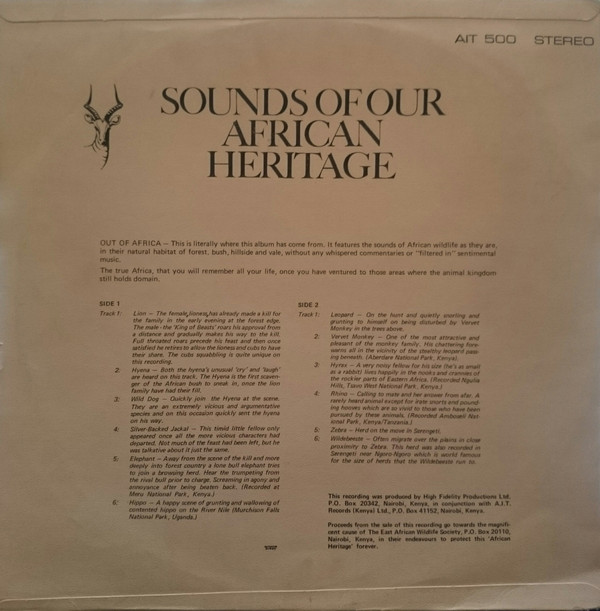 AIT 500 STEREO
SOUNDS OF OUR
AFRICAN
HERITAGE
OUT OF AFRICA — This is literally where this album has come from. It features the sounds of African wildlife as they are,
in their natural habitat of forest, bush, hillside and vale, without any whispered commentaries or "filtered in" sentimental
music.
The true Africa, that you will remember all your life, once you have ventured to those areas where the animal kingdom
still holds domain.
SIDE 1
Track 1: Lion — The female, lioness, has already made a kill for
the family in the early evening at the forest edge.
The male - the 'King of Beasts' roars his approval from
a distance and gradually makes his way to the kill.
Full throated roars precede his feast and then once
satisfied he retires to allow the lioness and cubs to have
their share. The cubs squabbling is quite unique on
this recording.
2: Hyena — Both the hyena's unusual 'cry' and 'laugh'
are heard on this track. The Hyena is the first scaven-
ger of the African bush to sneak in, once the lion
family have had their fill.
3: Wild Dog — Quickly join the Hyena at the scene.
They are an extremely vicious and argumentative
species and on this occasion quickly sent the hyena
on his way.
4: Silver-Backed Jackal — This timid little fellow only
appeared once all the more vicious characters had
departed. Not much of the feast had been left, but he
was talkative about it just the same.
5: Elephant — Away from the scene of the kill and more
deeply into forest country a lone bull elephant tries
to join a browsing herd. Hear the trumpeting from
the rival bull prior to charge. Screaming in agony and
annoyance after being beaten back. (Recorded at
Meru National Park, Kenya.)
6: Hippo — A happy scene of grunting and wallowing of
contented hippo on the River Nile (Murchison Falls
National Park, Uganda.)
SIDE 2
Track 1: Leopard — On the hunt and quietly snarling and
grunting to himself on being disturbed by Vervet
Monkey in the trees above.
2: Vervet Monkey — One of the most attractive and
pleasant of the monkey family. His chattering fore-
warns all in the vicinity of the stealthy leopard pass-
ing beneath. (Aberdare National Park, Kenya.)
3: Hyrax — A very noisy fellow for his size (he's as small
as a rabbit) lives happily in the nooks and crannies of
the rockier parts of Eastern Africa. (Recorded Ngulia
Hills, Tsavo West National Park, Kenya.)
4: Rhino — Calling to mate and her answer from afar. A
rarely heard animal except for irate snorts and pound-
ing hooves which are so vivid to those who have been
pursued by these animals. (Recorded Amboseli Nat-
ional Park, Kenya/Tanzania.)
5: Zebra — Herd on the move in Serengeti.
6: Wildebeeste — Often migrate over the plains in close
proximity to Zebra. This herd was also recorded in
Serengeti near Ngoro-Ngoro which is world famous
for the size of herds that the Wildebeeste run in.
This recording was produced by High Fidelity Productions Ltd.
P.O. Box 20342, Nairobi, Kenya, in conjunction with A.I.T.
Records (Kenya) Ltd., P.O. Box 41152, Nairobi, Kenya.
Proceeds from the sale of this recording go towards the magnifi-
cent cause of The East African Wildlife Society, P.O. Box 20110,
Nairobi, Kenya, in their endeavours to protect this 'African
Heritage' forever.